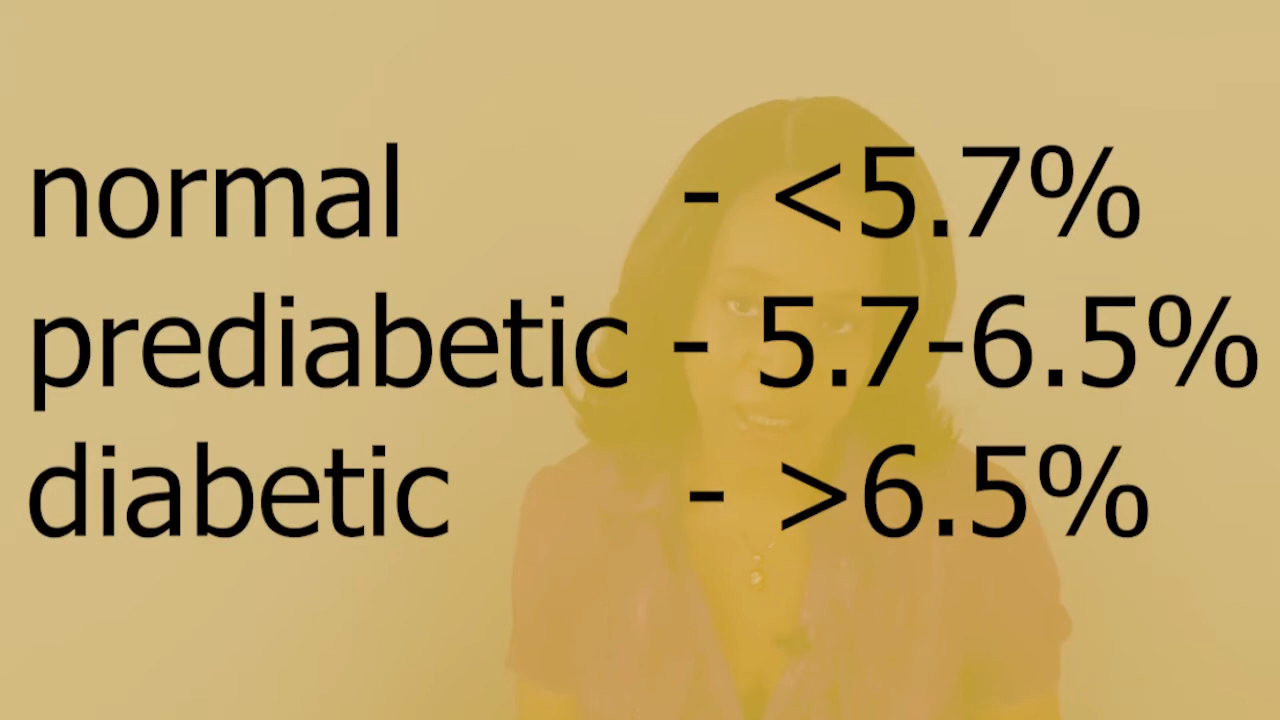 normal - <5.7%
prediabetic - 5.7-6.5%
diabetic - >6.5%